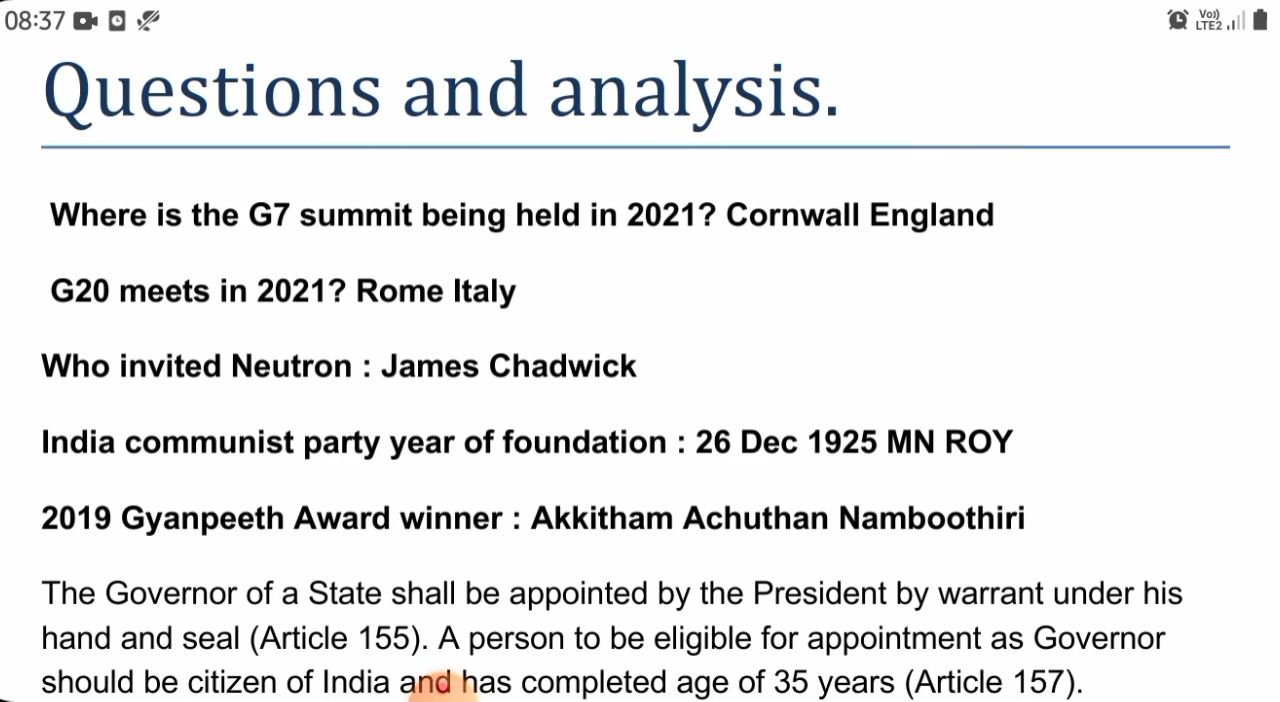 08:37
Vo)) LTE2
Questions and analysis.
Where is the G7 summit being held in 2021? Cornwall England
G20 meets in 2021? Rome Italy
Who invited Neutron : James Chadwick
India communist party year of foundation : 26 Dec 1925 MN ROY
2019 Gyanpeeth Award winner : Akkitham Achuthan Namboothiri
The Governor of a State shall be appointed by the President by warrant under his
hand and seal (Article 155). A person to be eligible for appointment as Governor
should be citizen of India and has completed age of 35 years (Article 157).